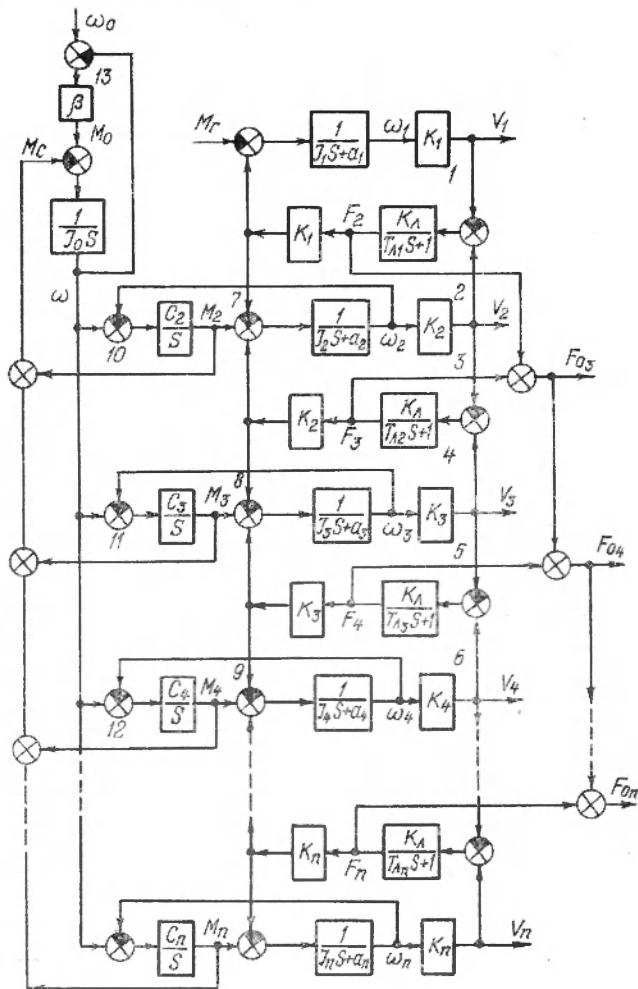 ω₀
13
β
M₀
Mc
1
J₀S
ω
Mг
1
J₁S+a₁
ω₁
K₁
V₁
1
K₁
F₂
Kл
Tл₁S+1
7
2
10
C₂
S
M₂
1
J₂S+a₂
ω₂
K₂
V₂
3
Fa₃
K₂
F₃
Kл
Tл₂S+1
4
8
11
C₃
S
M₃
1
J₃S+a₃
ω₃
K₃
V₃
5
Fa₄
K₃
F₄
Kл
Tл₃S+1
9
6
12
C₄
S
M₄
1
J₄S+a₄
ω₄
K₄
V₄
Fan
Kn
Fn
Kл
TлnS+1
Cn
S
Mn
1
JnS+an
ωn
Kn
Vn